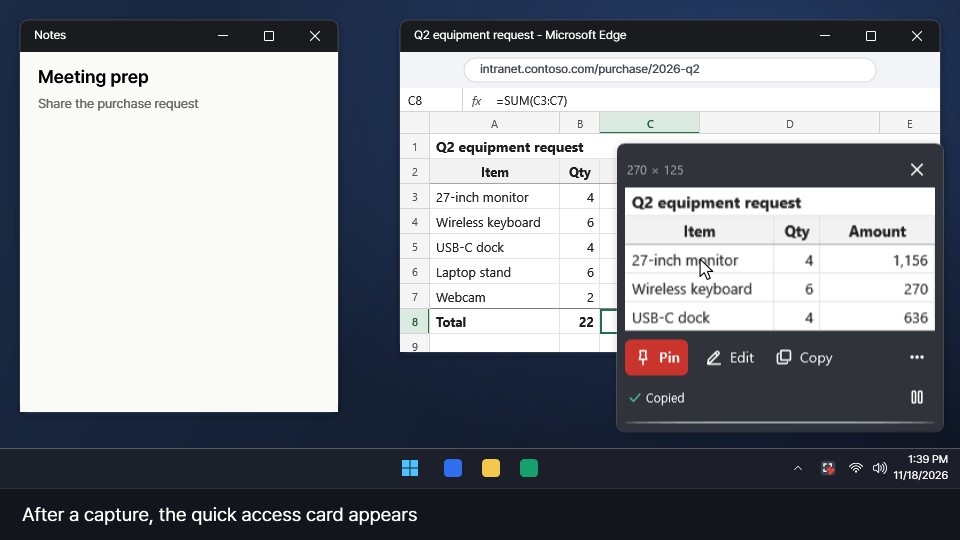 Notes
Meeting prep
Share the purchase request
Q2 equipment request - Microsoft Edge
intranet.contoso.com/purchase/2026-q2
C8 fx =SUM(C3:C7)
A B C D E
1 Q2 equipment request
2 Item Qty
3 27-inch monitor 4
4 Wireless keyboard 6
5 USB-C dock 4
6 Laptop stand 6
7 Webcam 2
8 Total 22
9
270 × 125
Q2 equipment request
Item Qty Amount
27-inch monitor 4 1,156
Wireless keyboard 6 270
USB-C dock 4 636
Pin Edit Copy
Copied
1:39 PM
11/18/2026
After a capture, the quick access card appears